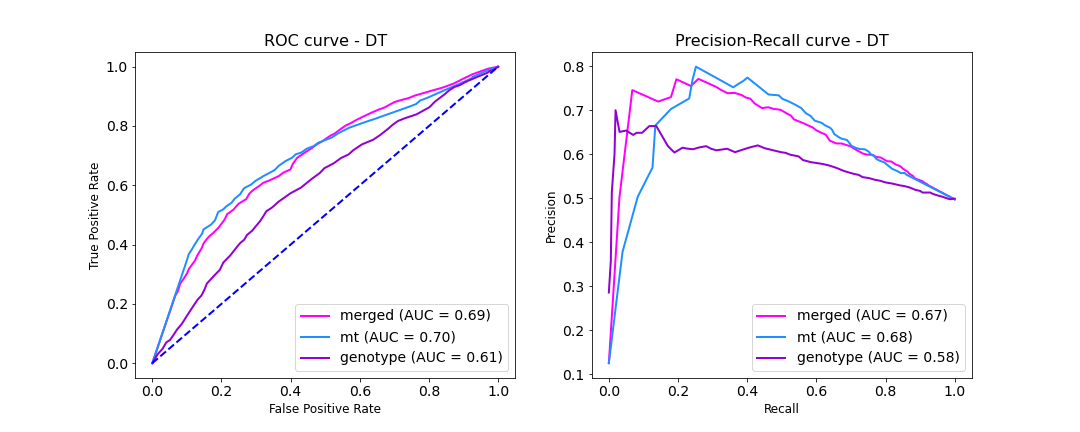 ROC curve - DT
True Positive Rate
1.0
0.8
0.6
0.4
0.2
0.0
merged (AUC = 0.69)
mt (AUC = 0.70)
genotype (AUC = 0.61)
0.0 0.2 0.4 0.6 0.8 1.0
False Positive Rate
Precision-Recall curve - DT
Precision
0.8
0.7
0.6
0.5
0.4
0.3
0.2
0.1
merged (AUC = 0.67)
mt (AUC = 0.68)
genotype (AUC = 0.58)
0.0 0.2 0.4 0.6 0.8 1.0
Recall